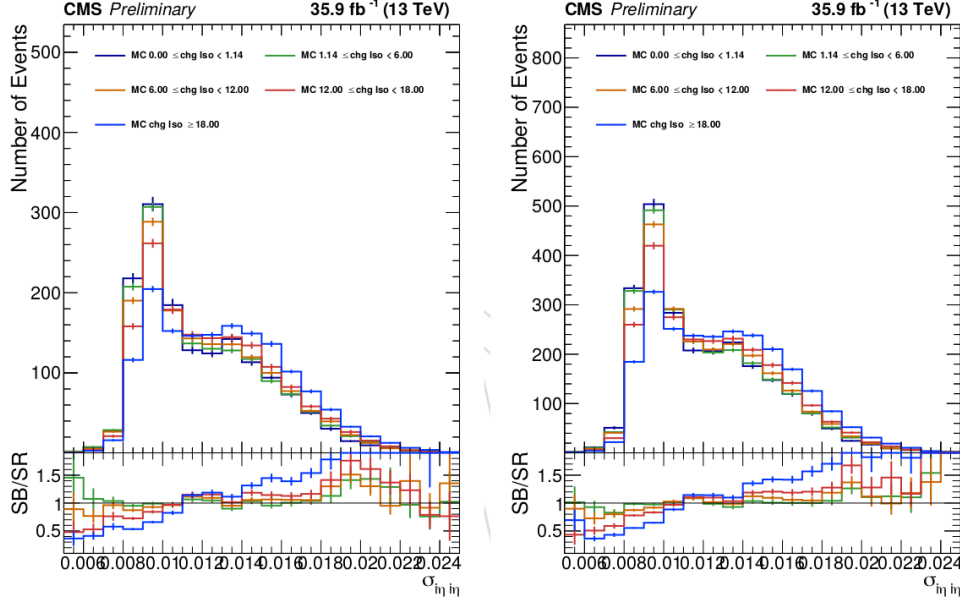 CMS Preliminary 35.9 fb⁻¹ (13 TeV)
Number of Events
500
400
300
200
100
MC 0.00 ≤chg Iso < 1.14
MC 1.14 ≤chg Iso < 6.00
MC 6.00 ≤chg Iso < 12.00
MC 12.00 ≤chg Iso < 18.00
MC chg Iso ≥ 18.00
SB/SR
1.5
1
0.5
0.006 0.008 0.010 0.012 0.014 0.016 0.018 0.020 0.022 0.024
σiη iη
CMS Preliminary 35.9 fb⁻¹ (13 TeV)
Number of Events
800
700
600
500
400
300
200
100
MC 0.00 ≤chg Iso < 1.14
MC 1.14 ≤chg Iso < 6.00
MC 6.00 ≤chg Iso < 12.00
MC 12.00 ≤chg Iso < 18.00
MC chg Iso ≥ 18.00
SB/SR
1.5
1
0.5
0.006 0.008 0.010 0.012 0.014 0.016 0.018 0.020 0.022 0.024
σiη iη